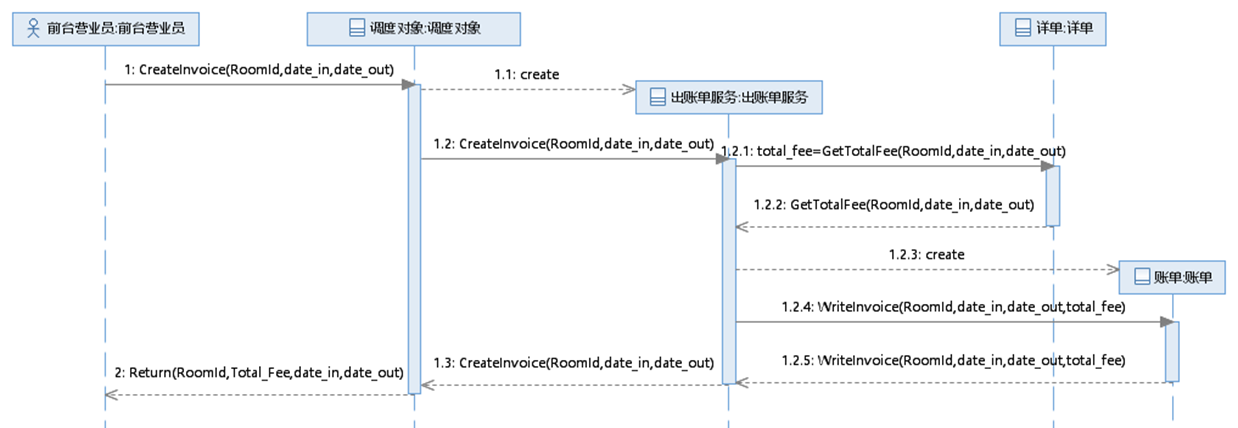 前台营业员:前台营业员
调度对象:调度对象
详单:详单
1: CreateInvoice(RoomId,date_in,date_out)
1.1: create
出账单服务:出账单服务
1.2: CreateInvoice(RoomId,date_in,date_out)
1.2.1: total_fee=GetTotalFee(RoomId,date_in,date_out)
1.2.2: GetTotalFee(RoomId,date_in,date_out)
1.2.3: create
账单:账单
1.2.4: WriteInvoice(RoomId,date_in,date_out,total_fee)
1.2.5: WriteInvoice(RoomId,date_in,date_out,total_fee)
1.3: CreateInvoice(RoomId,date_in,date_out)
2: Return(RoomId,Total_Fee,date_in,date_out)